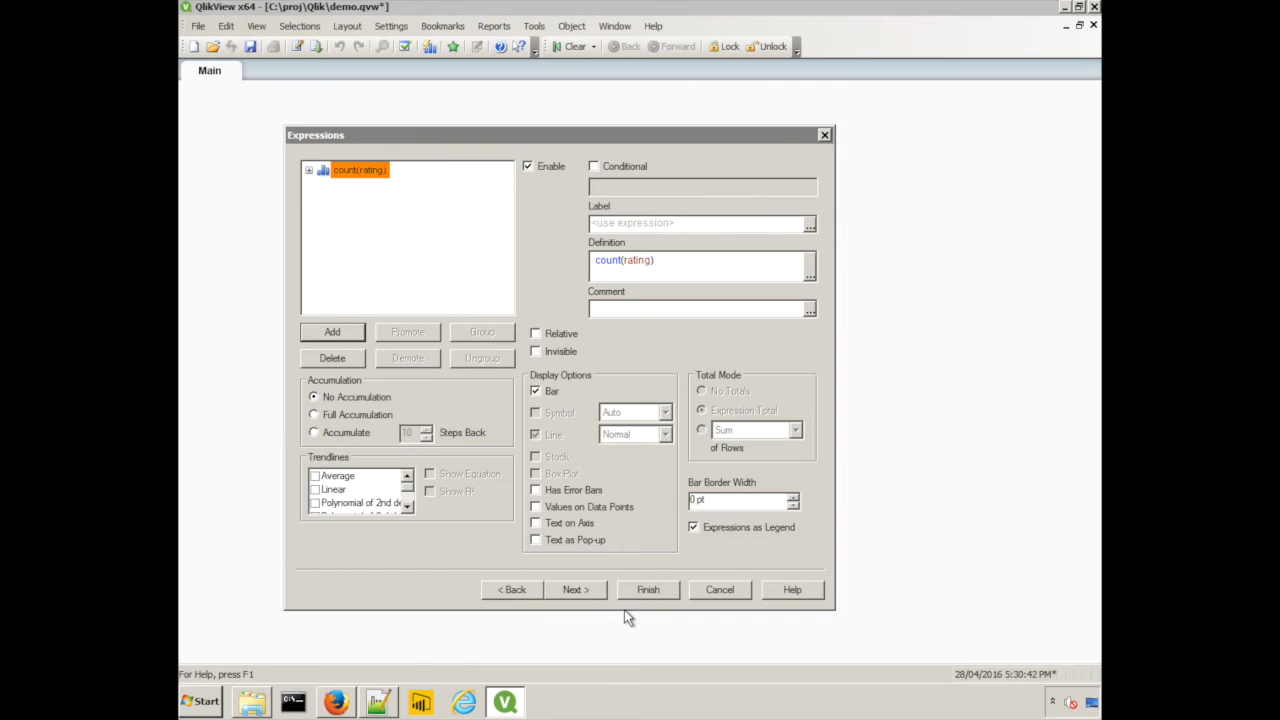 QlikView x64 - [C:\proj\Qlik\demo.qvw*]
File Edit View Selections Layout Settings Bookmarks Reports Tools Object Window Help
Clear Back Forward Lock Unlock
Main
Expressions
count(rating)
Enable
Conditional
Label
<use expression>
...
Definition
count(rating)
...
Comment
...
Add Promote Group
Delete Demote Ungroup
Relative
Invisible
Accumulation
No Accumulation
Full Accumulation
Accumulate 10 Steps Back
Trendlines
Average
Linear
Polynomial of 2nd de
Show Equation
Show R²
Display Options
Bar
Symbol Auto
Line Normal
Stock
Box Plot
Has Error Bars
Values on Data Points
Text on Axis
Text as Pop-up
Total Mode
No Totals
Expression Total
Sum
of Rows
Bar Border Width
0 pt
Expressions as Legend
< Back Next > Finish Cancel Help
For Help, press F1
28/04/2016 5:30:42 PM*
Start